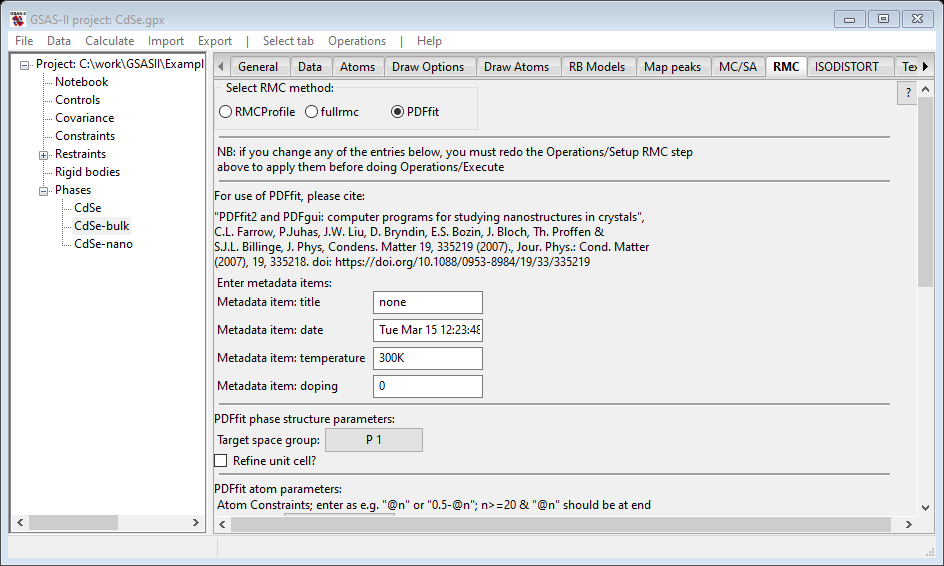 GSAS-II project: CdSe.gpx
File Data Calculate Import Export | Select tab Operations | Help
Project: C:\work\GSASII\Exampl
Notebook
Controls
Covariance
Constraints
Restraints
Rigid bodies
Phases
CdSe
CdSe-bulk
CdSe-nano
General Data Atoms Draw Options Draw Atoms RB Models Map peaks MC/SA RMC ISODISTORT Tex
Select RMC method:
RMCProfile fullrmc PDFfit
?
NB: if you change any of the entries below, you must redo the Operations/Setup RMC step
above to apply them before doing Operations/Execute
For use of PDFfit, please cite:
"PDFfit2 and PDFgui: computer programs for studying nanostructures in crystals",
C.L. Farrow, P.Juhas, J.W. Liu, D. Bryndin, E.S. Bozin, J. Bloch, Th. Proffen &
S.J.L. Billinge, J. Phys, Condens. Matter 19, 335219 (2007)., Jour. Phys.: Cond. Matter
(2007), 19, 335218. doi: https://doi.org/10.1088/0953-8984/19/33/335219
Enter metadata items:
Metadata item: title none
Metadata item: date Tue Mar 15 12:23:48
Metadata item: temperature 300K
Metadata item: doping 0
PDFfit phase structure parameters:
Target space group: P 1
Refine unit cell?
PDFfit atom parameters:
Atom Constraints; enter as e.g. "@n" or "0.5-@n"; n>=20 & "@n" should be at end